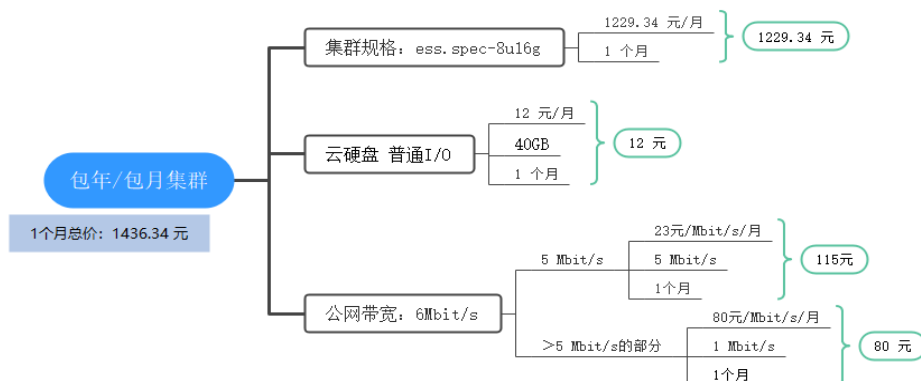 包年/包月集群
1个月总价：1436.34 元
集群规格：ess.spec-8u16g
1229.34 元/月
1 个月
1229.34 元
云硬盘 普通I/O
12 元/月
40GB
1 个月
12 元
公网带宽：6Mbit/s
5 Mbit/s
23元/Mbit/s/月
5 Mbit/s
1个月
115元
＞5 Mbit/s的部分
80元/Mbit/s/月
1 Mbit/s
1个月
80 元